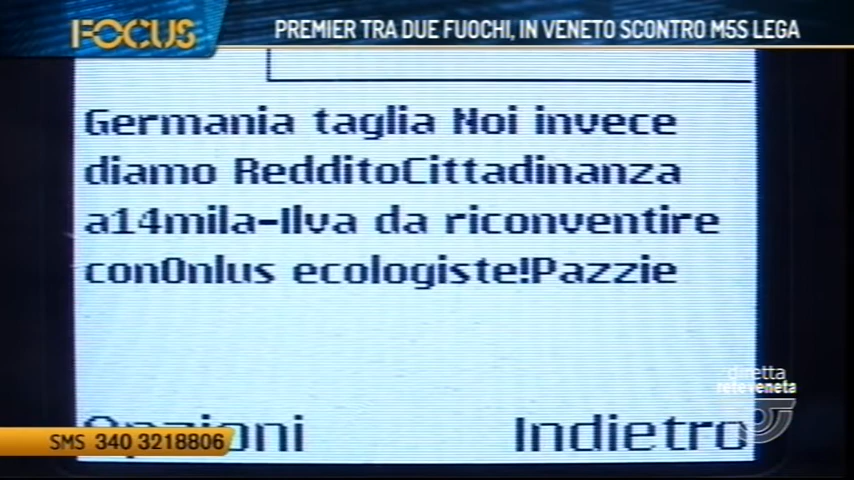 FOCUS
PREMIER TRA DUE FUOCHI, IN VENETO SCONTRO M5S LEGA
Germania taglia Noi invece
diamo RedditoCittadinanza
a14mila-Ilva da riconventire
conOnlus ecologiste!Pazzie
diretta
reteveneta
Opzioni
Indietro
SMS 340 3218806